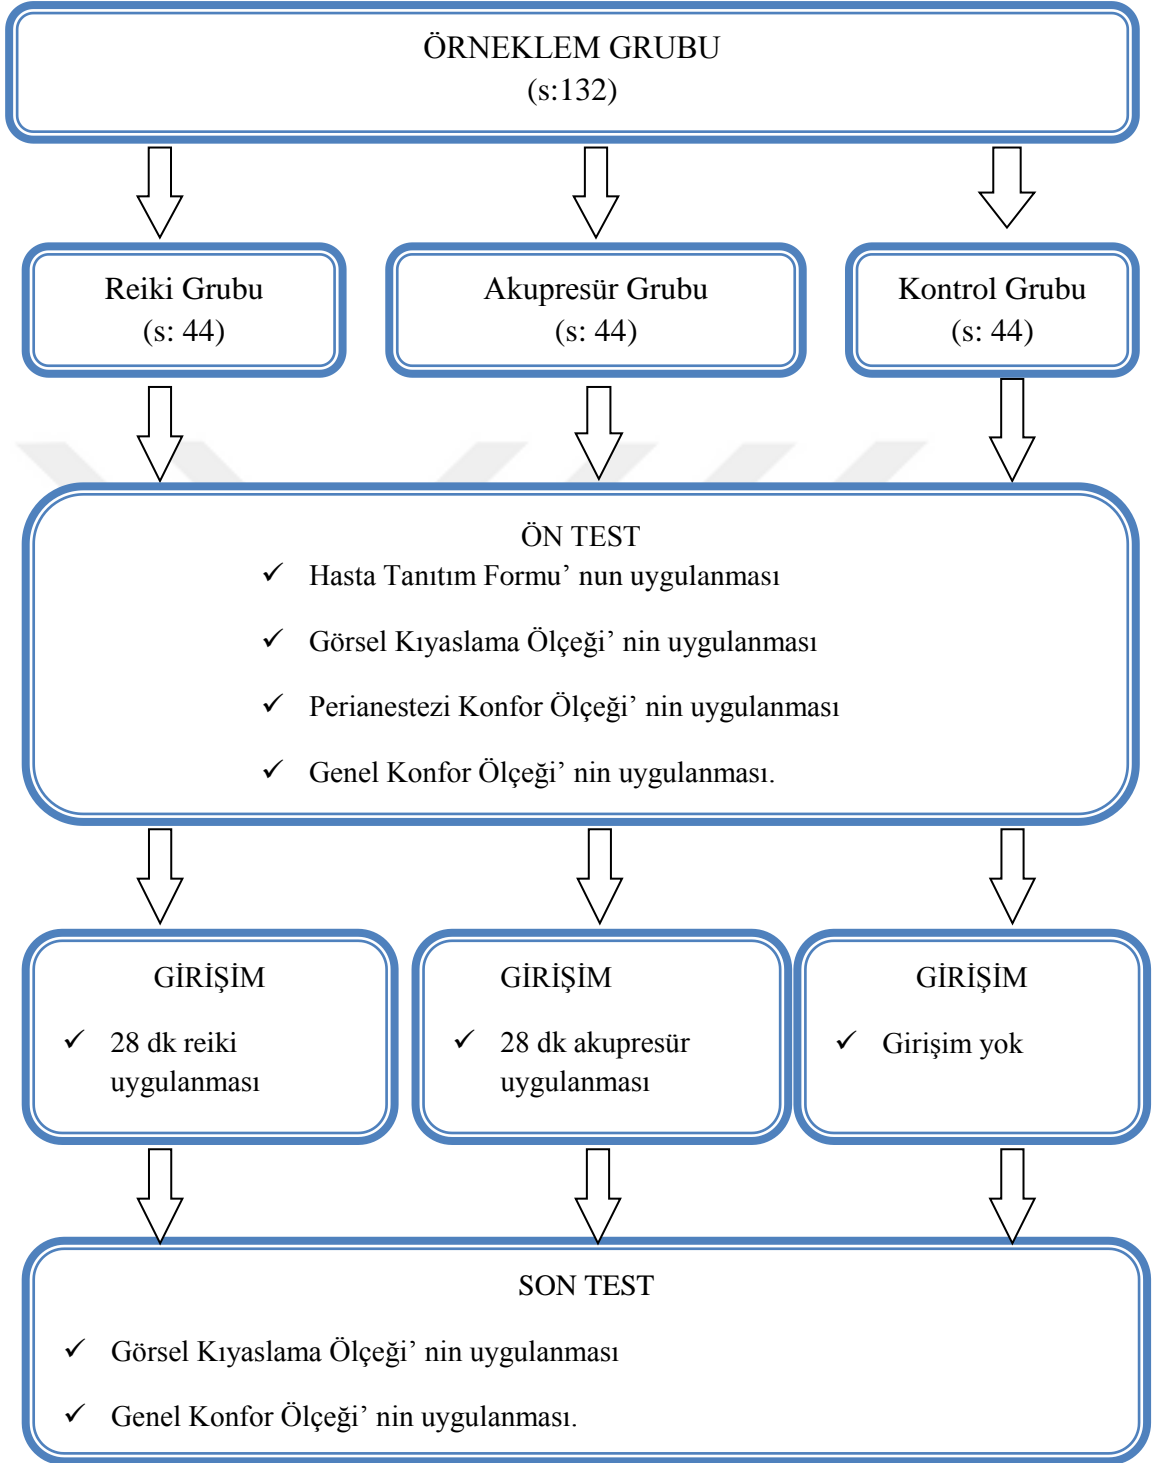 ÖRNEKLEM GRUBU
(s:132)
Reiki Grubu
(s: 44)
Akupresür Grubu
(s: 44)
Kontrol Grubu
(s: 44)
ÖN TEST
✓ Hasta Tanıtım Formu’ nun uygulanması
✓ Görsel Kıyaslama Ölçeği’ nin uygulanması
✓ Perianestezi Konfor Ölçeği’ nin uygulanması
✓ Genel Konfor Ölçeği’ nin uygulanması.
GİRİŞİM
✓ 28 dk reiki
uygulanması
GİRİŞİM
✓ 28 dk akupresür
uygulanması
GİRİŞİM
✓ Girişim yok
SON TEST
✓ Görsel Kıyaslama Ölçeği’ nin uygulanması
✓ Genel Konfor Ölçeği’ nin uygulanması.